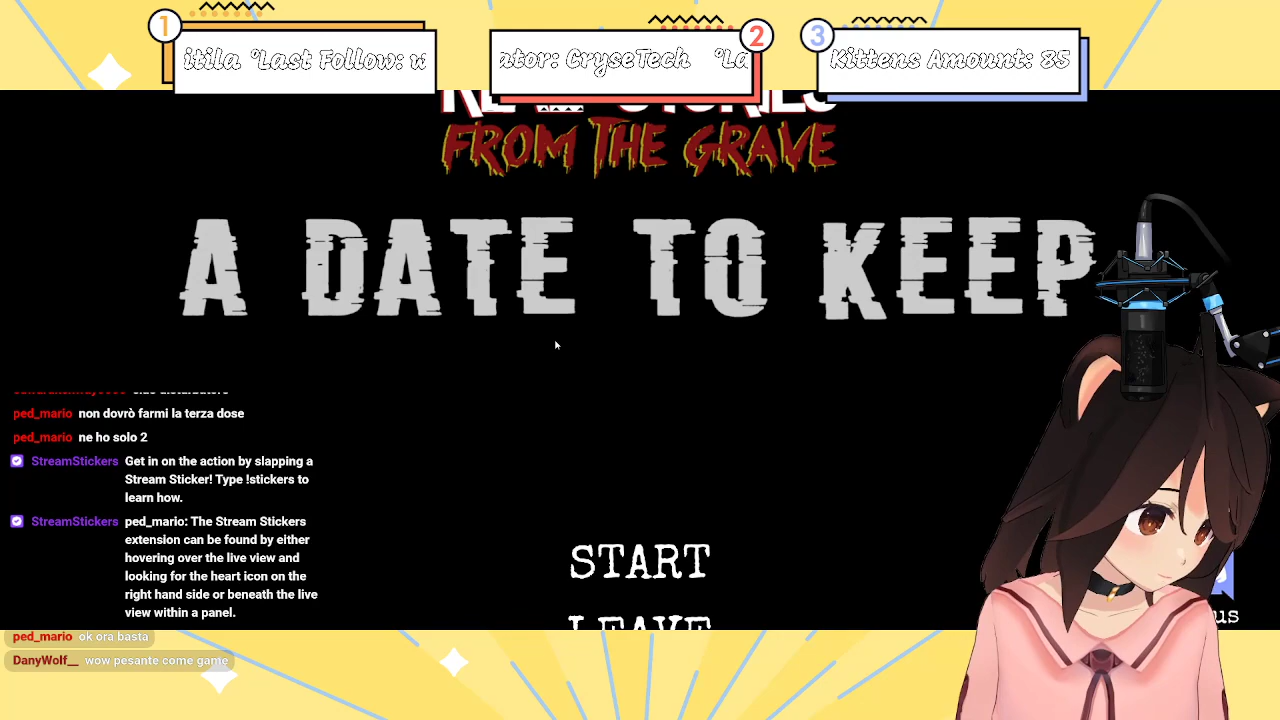 1
itila °Last Follow: w
ator: CryseTech °La
2
3
Kittens Amount: 85
FROM THE GRAVE
A DATE TO KEEP
ped_mario non dovrò farmi la terza dose
ped_mario ne ho solo 2
StreamStickers Get in on the action by slapping a
Stream Sticker! Type !stickers to
learn how.
StreamStickers ped_mario: The Stream Stickers
extension can be found by either
hovering over the live view and
looking for the heart icon on the
right hand side or beneath the live
view within a panel.
ped_mario ok ora basta
DanyWolf__ wow pesante come game
START
LEAVE
us